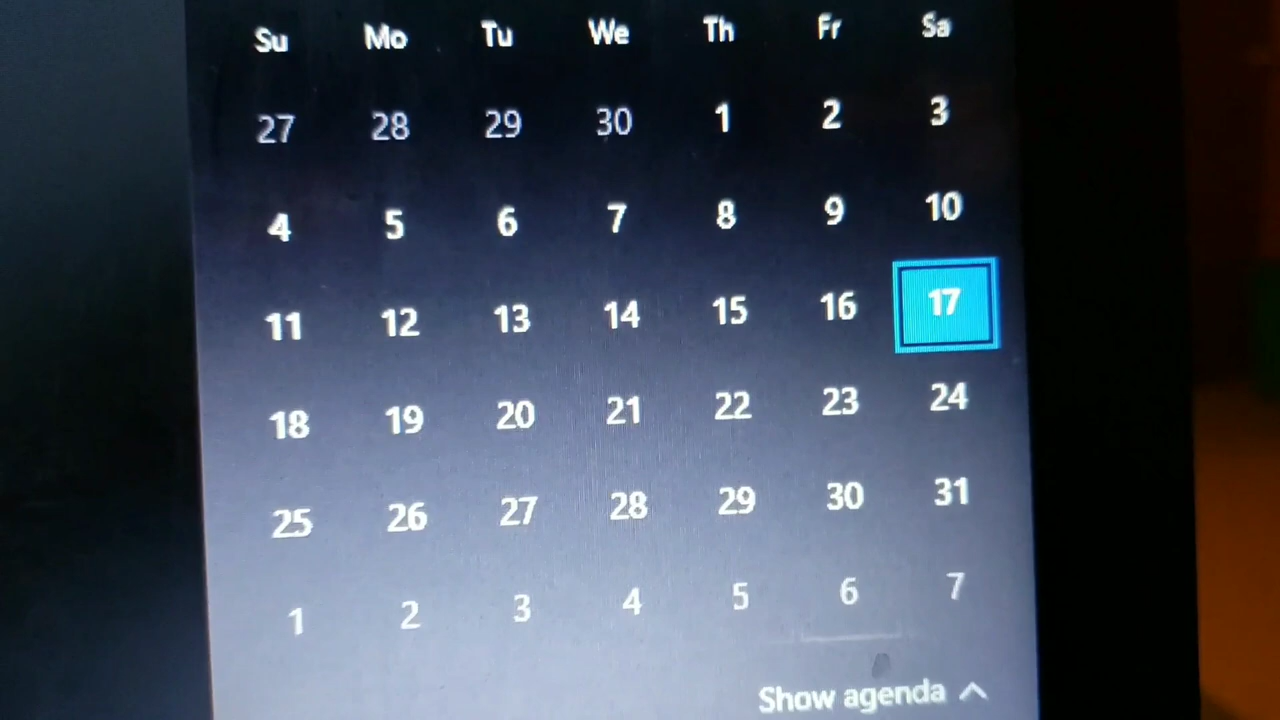 Su Mo Tu We Th Fr Sa
27 28 29 30 1 2 3
4 5 6 7 8 9 10
11 12 13 14 15 16 17
18 19 20 21 22 23 24
25 26 27 28 29 30 31
1 2 3 4 5 6 7
Show agenda